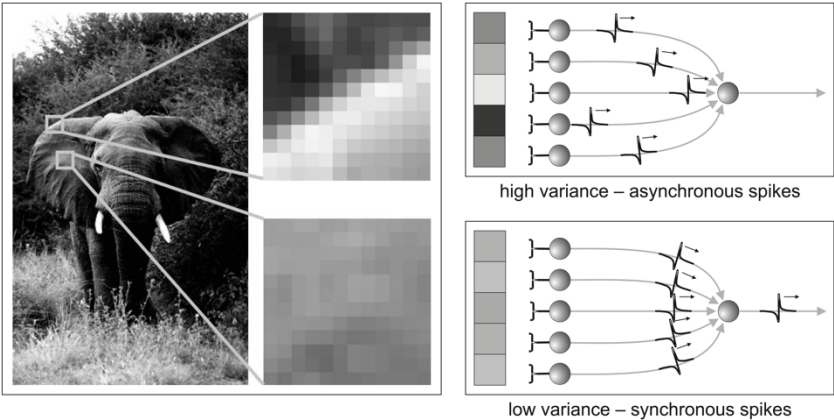 high variance – asynchronous spikes
low variance – synchronous spikes